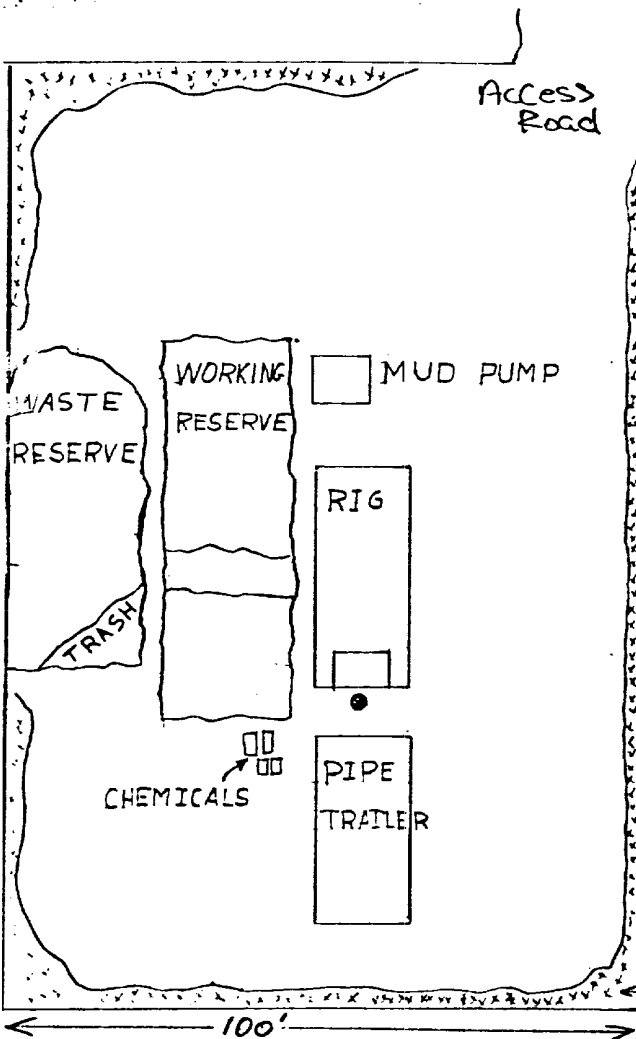 Access
Road
WORKING
RESERVE
MUD PUMP
WASTE
RESERVE
RIG
TRASH
CHEMICALS
PIPE
TRAILER
100'